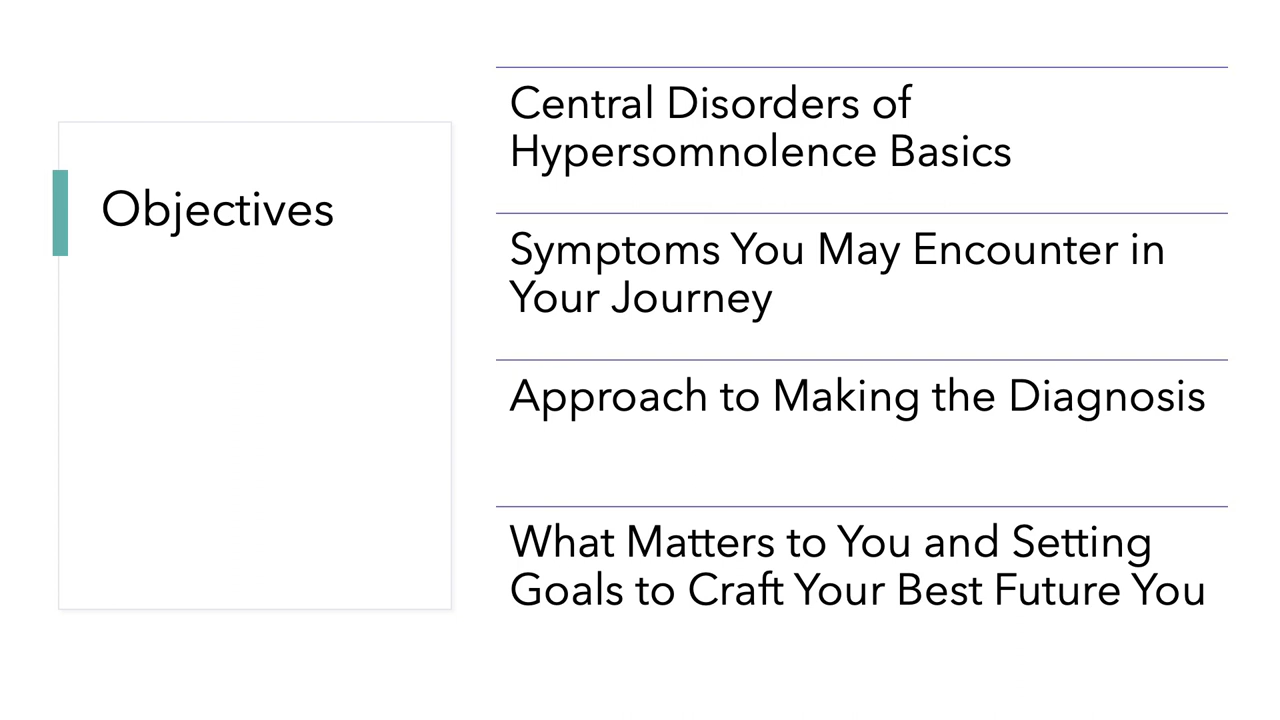 Objectives
Central Disorders of
Hypersomnolence Basics
Symptoms You May Encounter in
Your Journey
Approach to Making the Diagnosis
What Matters to You and Setting
Goals to Craft Your Best Future You